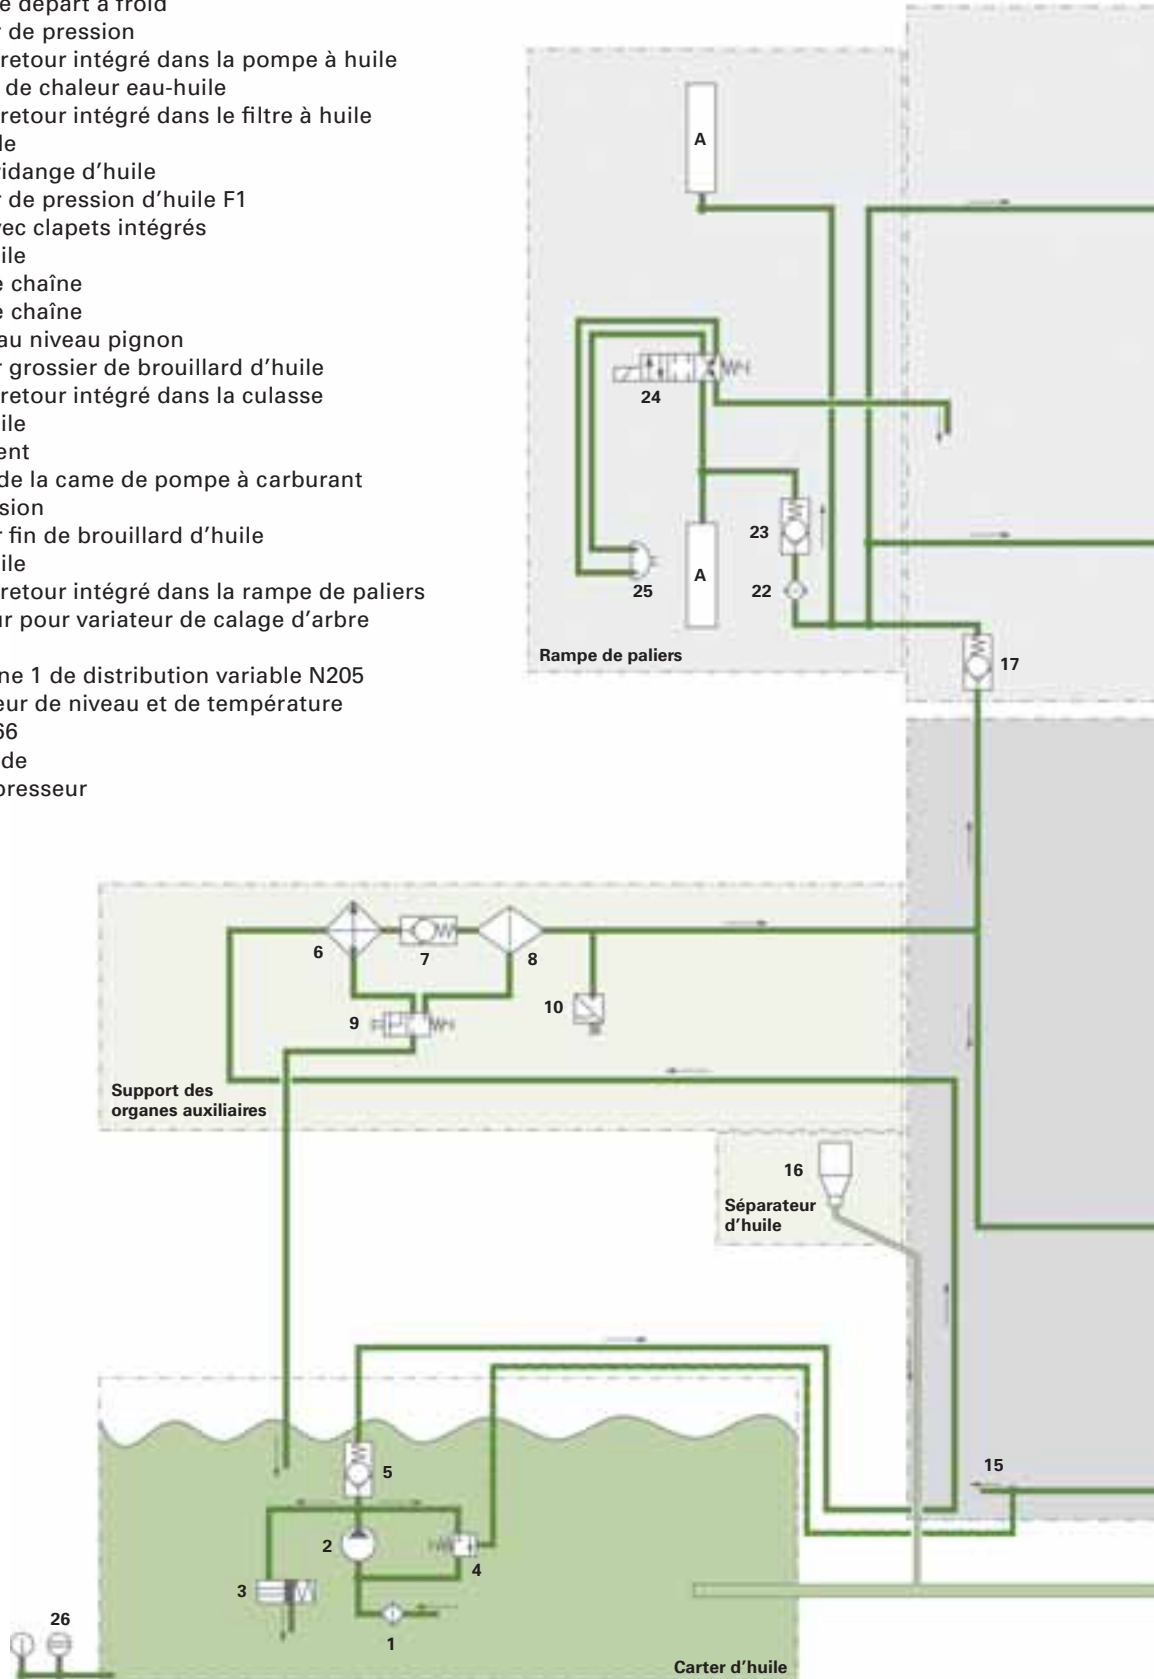 e départ à froid
r de pression
retour intégré dans la pompe à huile
de chaleur eau-huile
retour intégré dans le filtre à huile
le
vidange d'huile
r de pression d'huile F1
vec clapets intégrés
ile
e chaîne
e chaîne
au niveau pignon
r grossier de brouillard d'huile
retour intégré dans la culasse
ile
ent
de la came de pompe à carburant
sion
r fin de brouillard d'huile
ile
retour intégré dans la rampe de paliers
ur pour variateur de calage d'arbre
ne 1 de distribution variable N205
eur de niveau et de température
66
de
presseur
A
24
23
A
25
22
Rampe de paliers
17
6
7
8
10
9
Support des
organes auxiliaires
16
Séparateur
d'huile
15
5
2
4
3
26
1
Carter d'huile